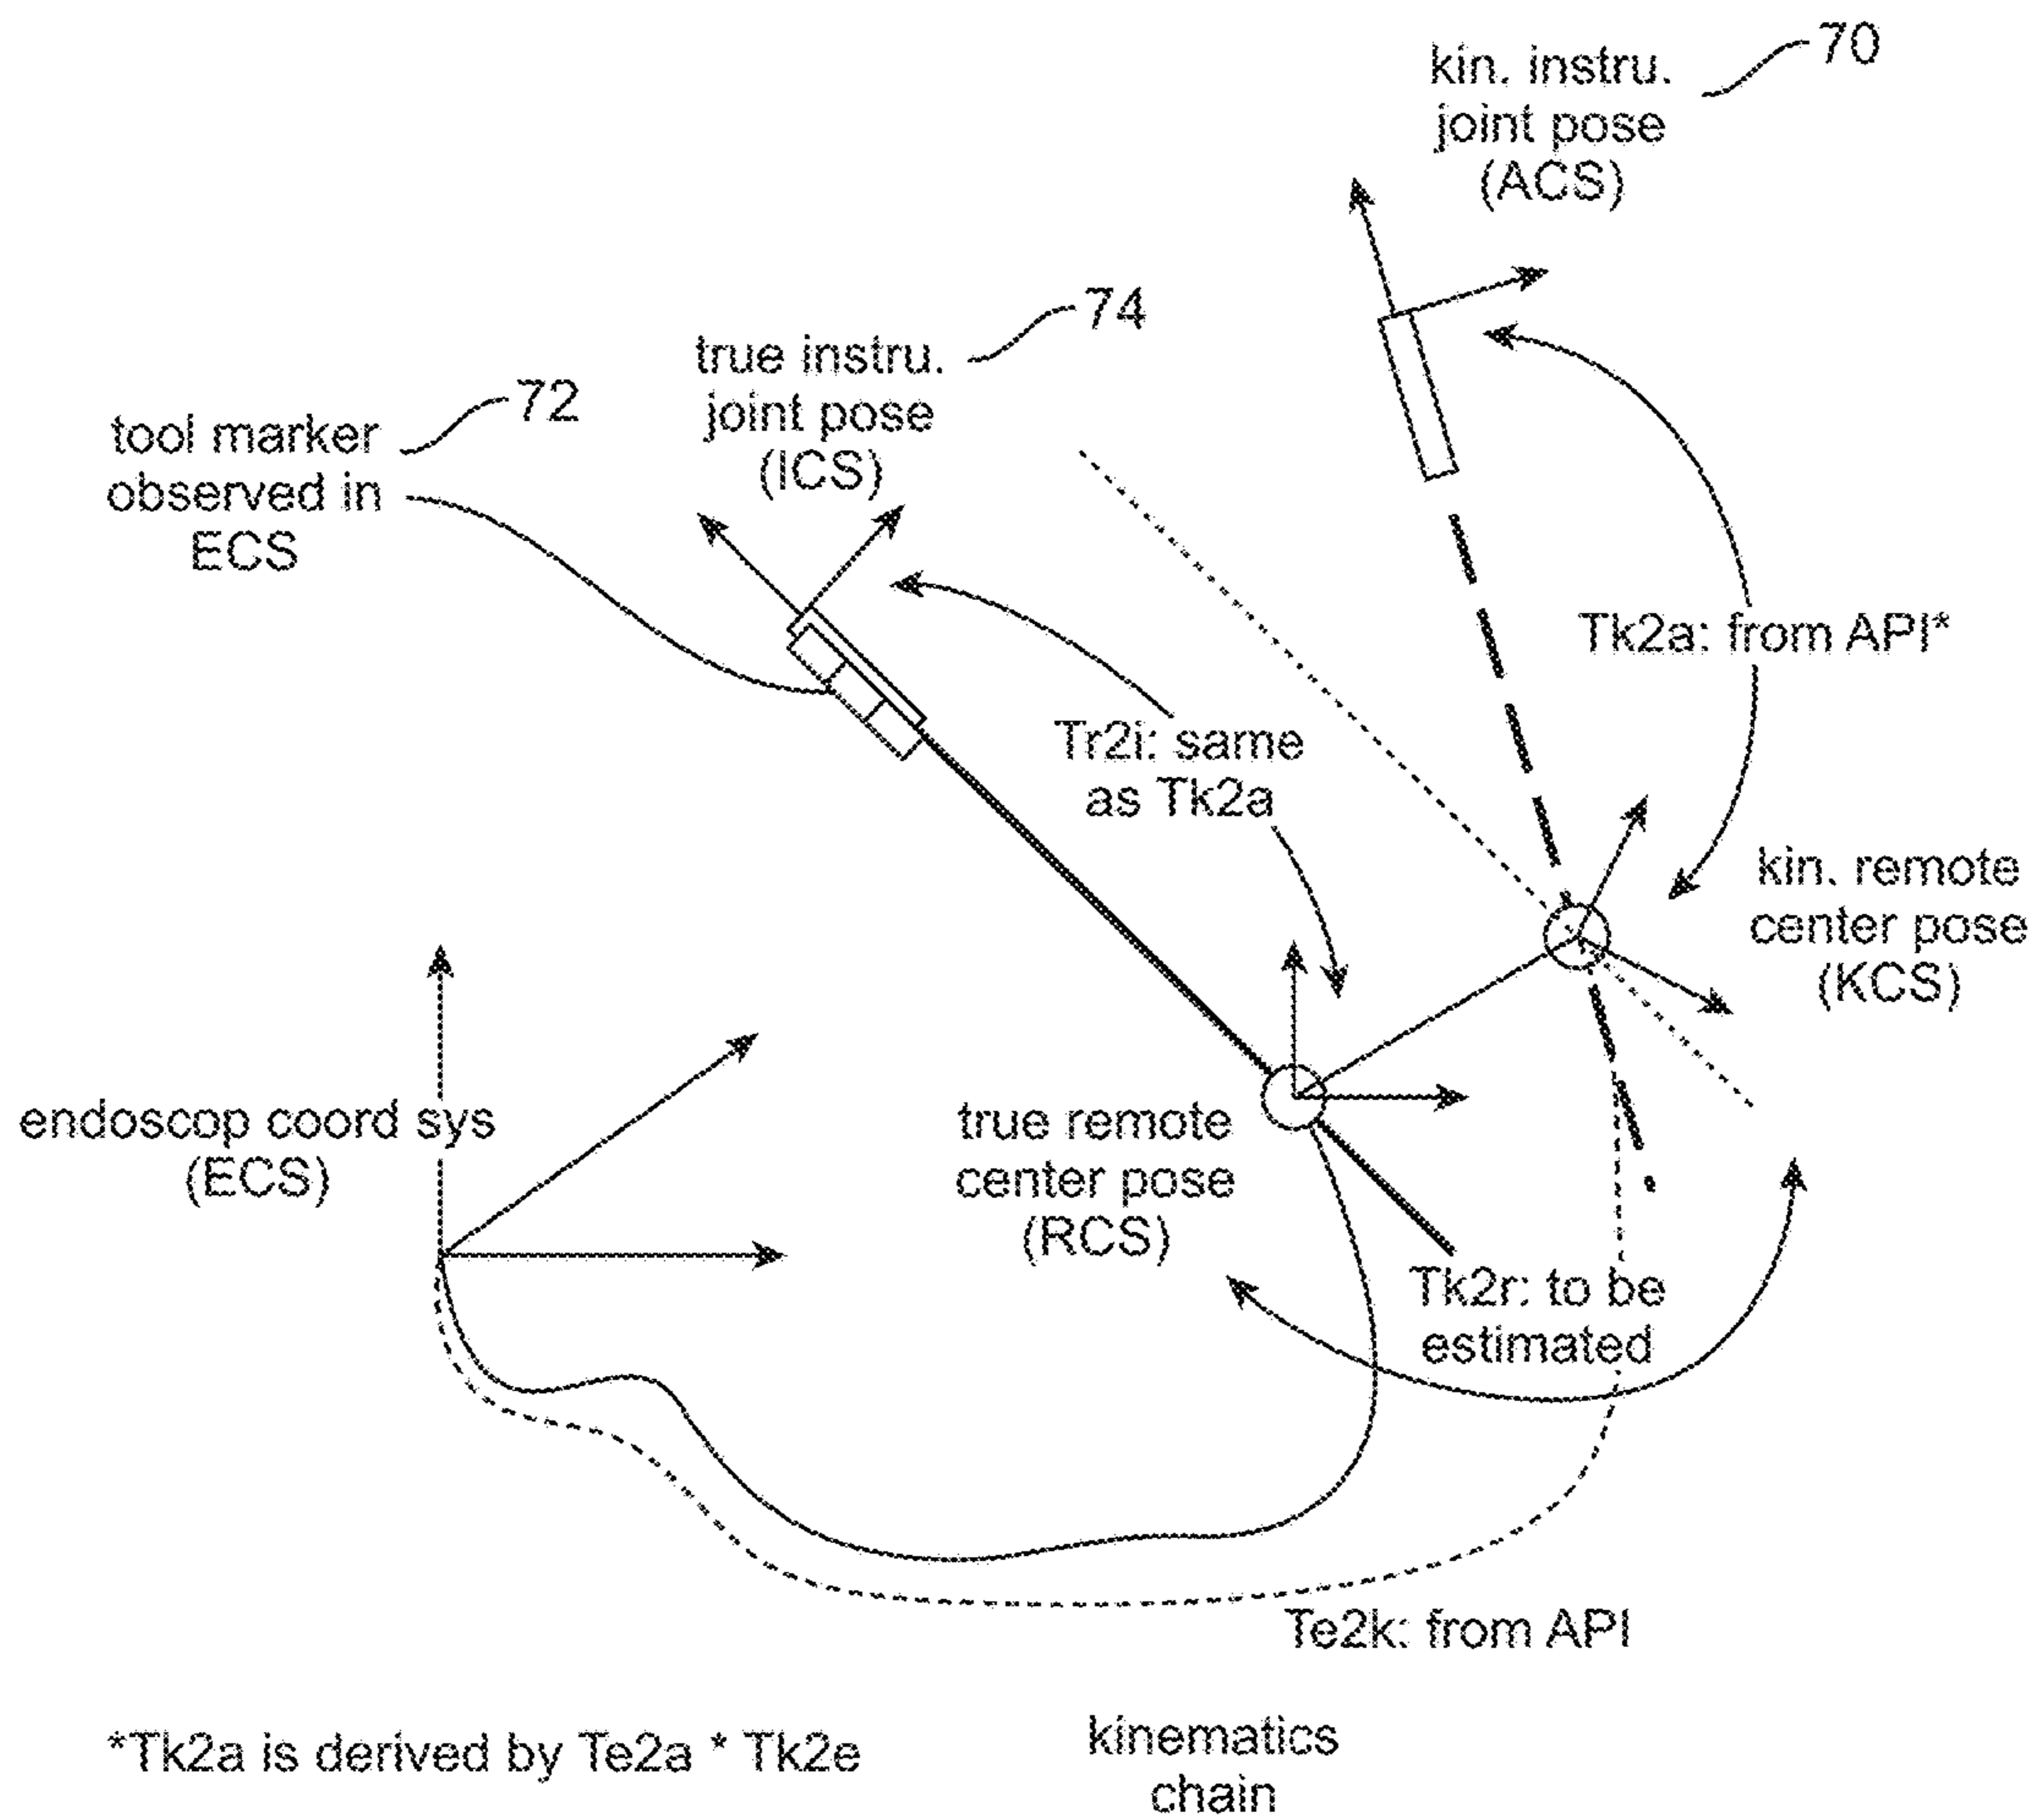 70
kin. instru.
joint pose
(ACS)
74
true instru.
joint pose
(ICS)
72
tool marker
observed in
ECS
Tk2a: from API*
Tr2i: same
as Tk2a
kin. remote
center pose
(KCS)
endoscop coord sys
(ECS)
true remote
center pose
(RCS)
Tk2r: to be
estimated
Te2k: from API
*Tk2a is derived by Te2a * Tk2e
kinematics
chain